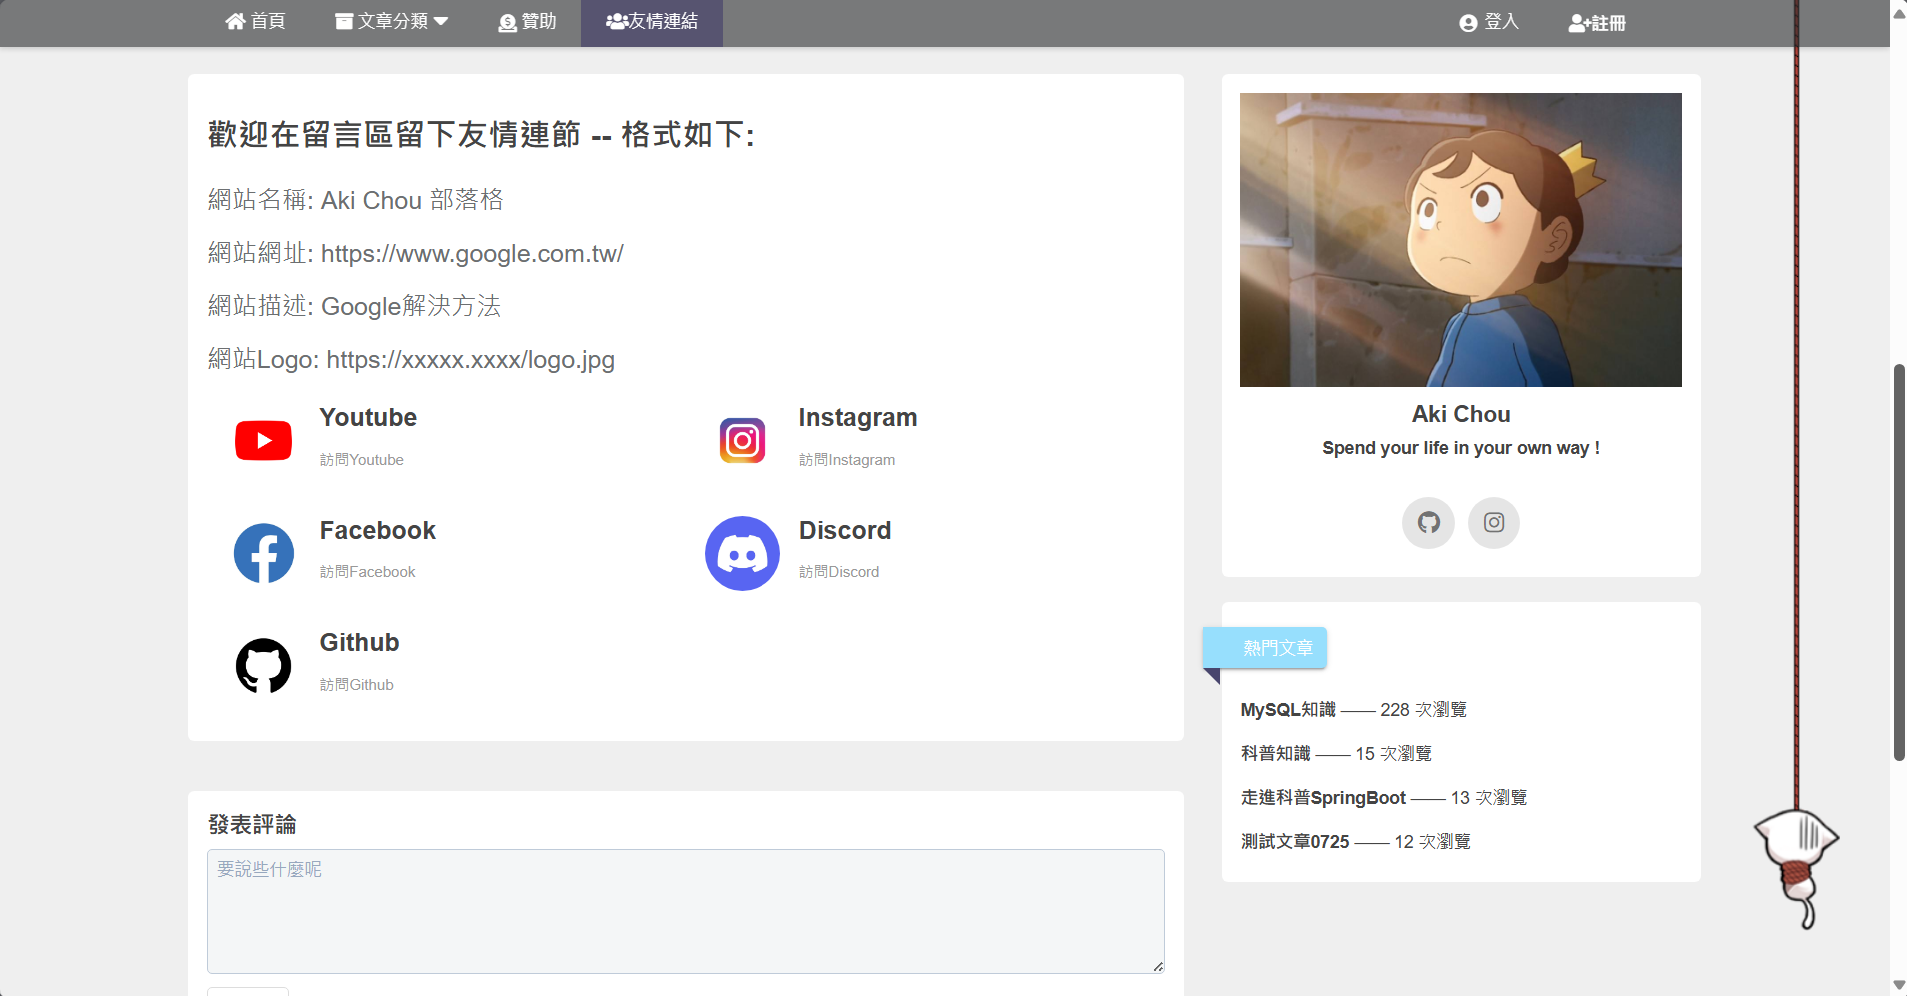 首頁
文章分類
贊助
友情連結
登入
註冊
歡迎在留言區留下友情連節 -- 格式如下:
網站名稱: Aki Chou 部落格
網站網址: https://www.google.com.tw/
網站描述: Google解決方法
網站Logo: https://xxxxx.xxxx/logo.jpg
Youtube
訪問Youtube
Instagram
訪問Instagram
Facebook
訪問Facebook
Discord
訪問Discord
Github
訪問Github
發表評論
要說些什麼呢
Aki Chou
Spend your life in your own way !
熱門文章
MySQL知識 —— 228 次瀏覽
科普知識 —— 15 次瀏覽
走進科普SpringBoot —— 13 次瀏覽
測試文章0725 —— 12 次瀏覽